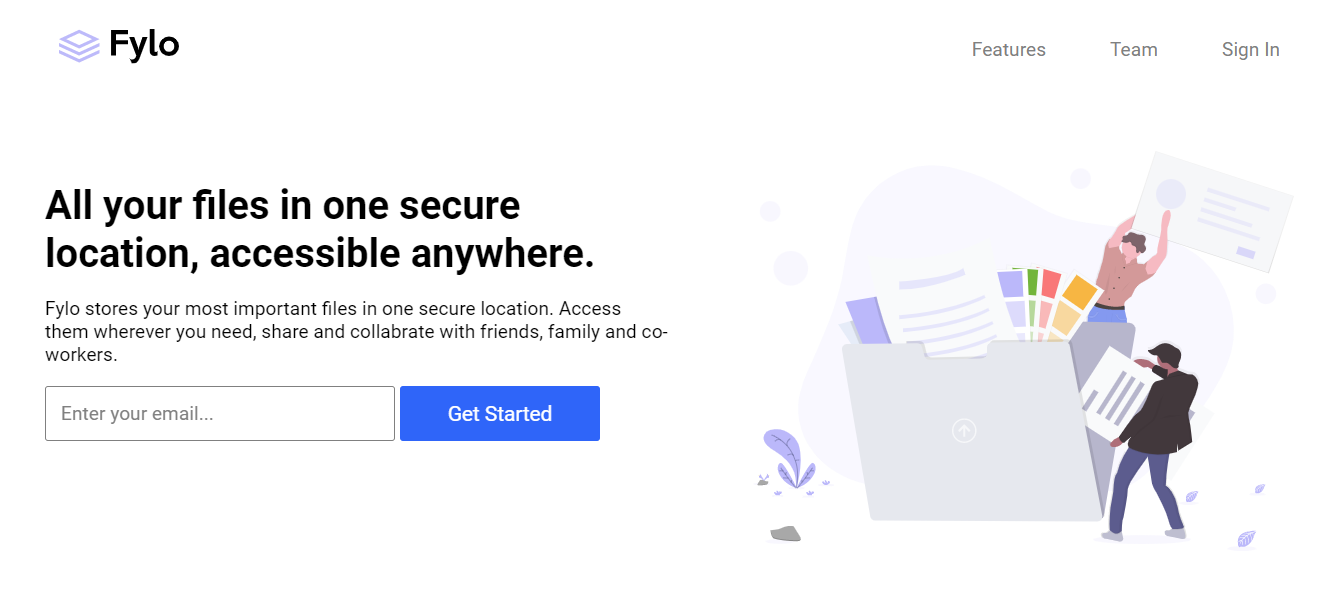 Fylo
Features
Team
Sign In
All your files in one secure
location, accessible anywhere.
Fylo stores your most important files in one secure location. Access
them wherever you need, share and collabrate with friends, family and co-
workers.
Enter your email...
Get Started